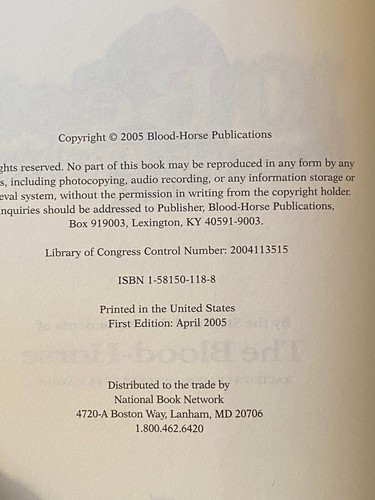 Copyright © 2005 Blood-Horse Publications
ghts reserved. No part of this book may be reproduced in any form by any
s, including photocopying, audio recording, or any information storage or
eval system, without the permission in writing from the copyright holder.
nquiries should be addressed to Publisher, Blood-Horse Publications,
Box 919003, Lexington, KY 40591-9003.
Library of Congress Control Number: 2004113515
ISBN 1-58150-118-8
Printed in the United States
First Edition: April 2005
The Blood-Horse
Distributed to the trade by
National Book Network
4720-A Boston Way, Lanham, MD 20706
1.800.462.6420